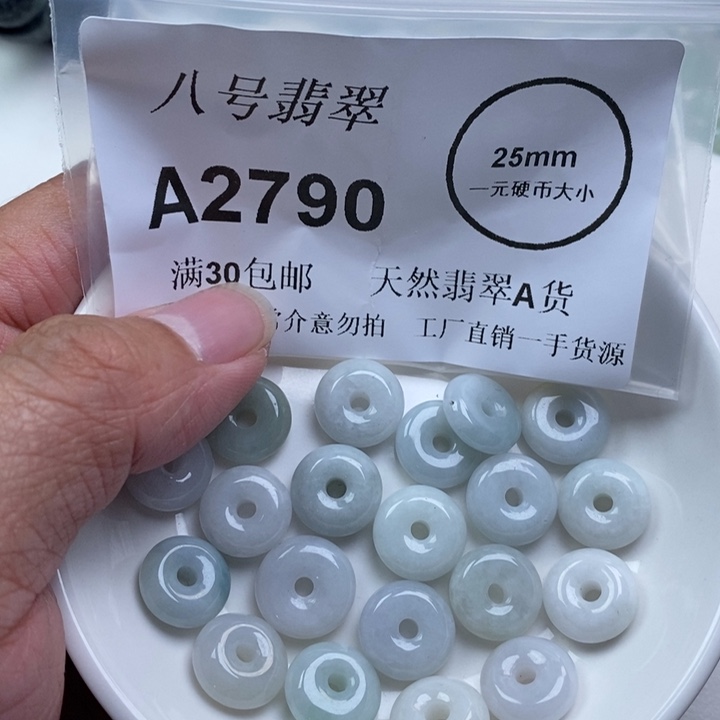 八号翡翠
A2790
25mm
一元硬币大小
满30包邮 天然翡翠A货
介意勿拍 工厂直销一手货源